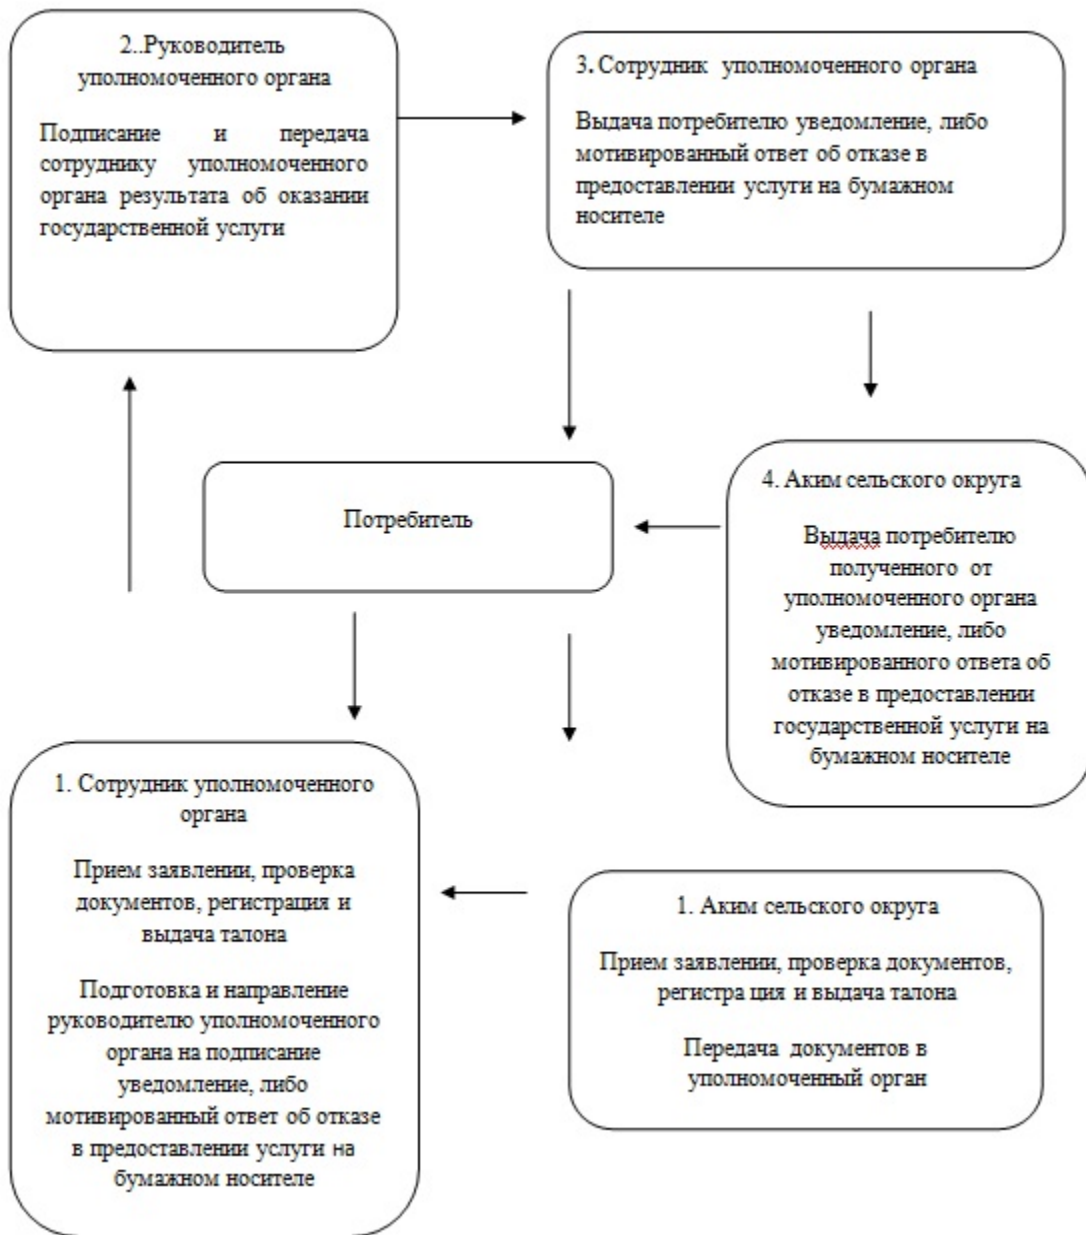 2..Руководитель
уполномоченного органа
Подписание и передача
сотруднику уполномоченного
органа результата об оказании
государственной услуги
3. Сотрудник уполномоченного органа
Выдача потребителю уведомление, либо
мотивированный ответ об отказе в
предоставлении услуги на бумажном
носителе
Потребитель
4. Аким сельского округа
Выдача потребителю
полученного от
уполномоченного органа
уведомление, либо
мотивированного ответа об
отказе в предоставлении
государственной услуги на
бумажном носителе
1. Сотрудник уполномоченного
органа
Прием заявлении, проверка
документов, регистрация и
выдача талона
Подготовка и направление
руководителю уполномоченного
органа на подписание
уведомление, либо
мотивированный ответ об отказе
в предоставлении услуги на
бумажном носителе
1. Аким сельского округа
Прием заявлении, проверка документов,
регистра ция и выдача талона
Передача документов в
уполномоченный орган